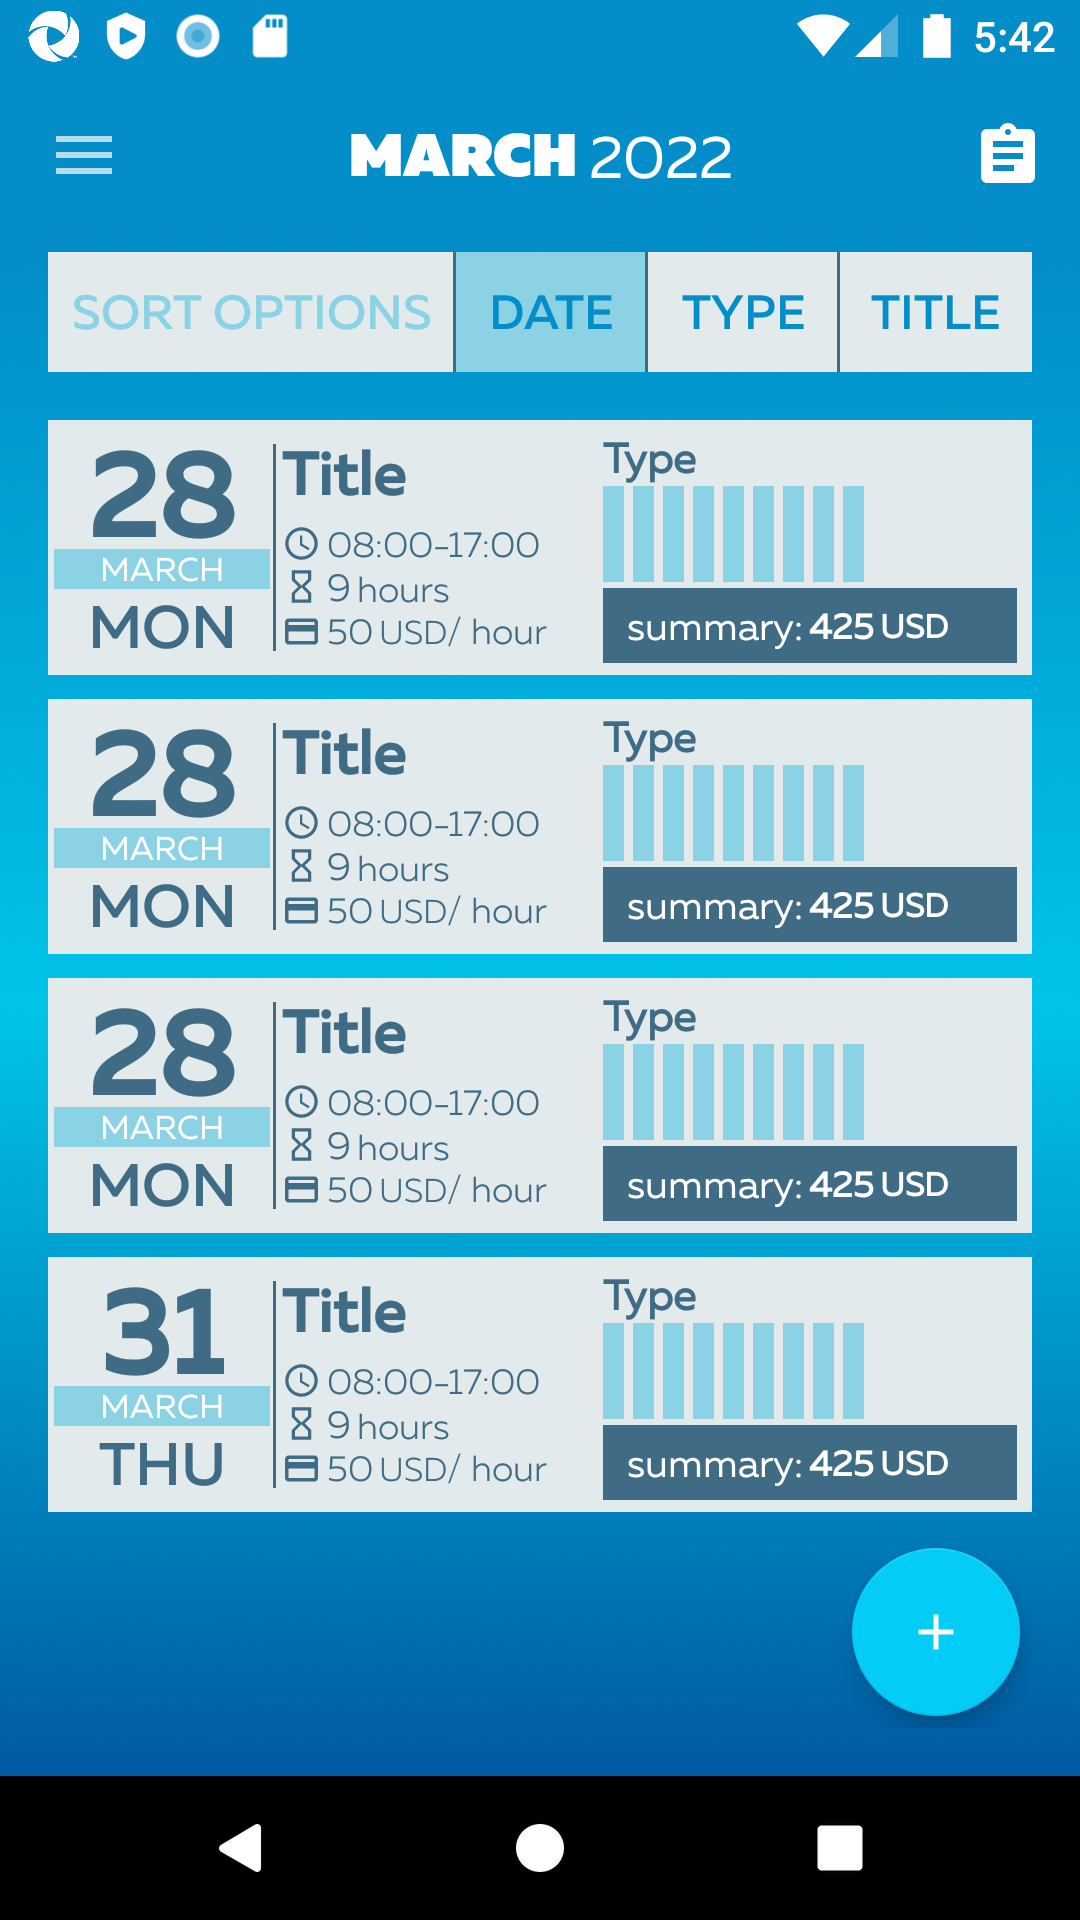 5:42
MARCH 2022
SORT OPTIONS DATE TYPE TITLE
28
MARCH
MON
Title
08:00-17:00
9 hours
50 USD/ hour
Type
summary: 425 USD
28
MARCH
MON
Title
08:00-17:00
9 hours
50 USD/ hour
Type
summary: 425 USD
28
MARCH
MON
Title
08:00-17:00
9 hours
50 USD/ hour
Type
summary: 425 USD
31
MARCH
THU
Title
08:00-17:00
9 hours
50 USD/ hour
Type
summary: 425 USD